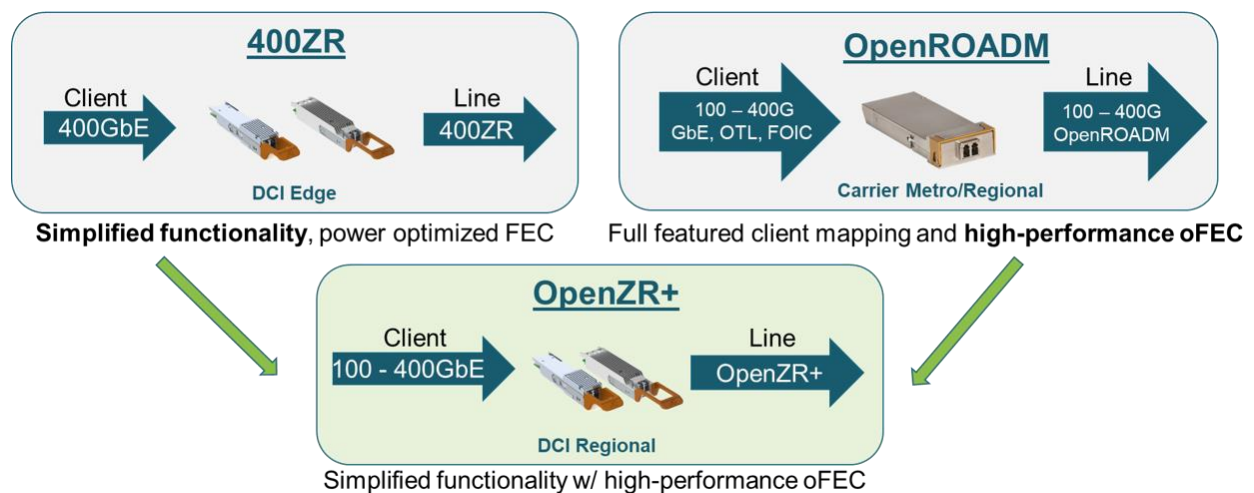 400ZR
Client
400GbE
Line
400ZR
DCI Edge
Simplified functionality, power optimized FEC
OpenROADM
Client
100 – 400G
GbE, OTL, FOIC
Line
100 – 400G
OpenROADM
Carrier Metro/Regional
Full featured client mapping and high-performance oFEC
OpenZR+
Client
100 - 400GbE
Line
OpenZR+
DCI Regional
Simplified functionality w/ high-performance oFEC